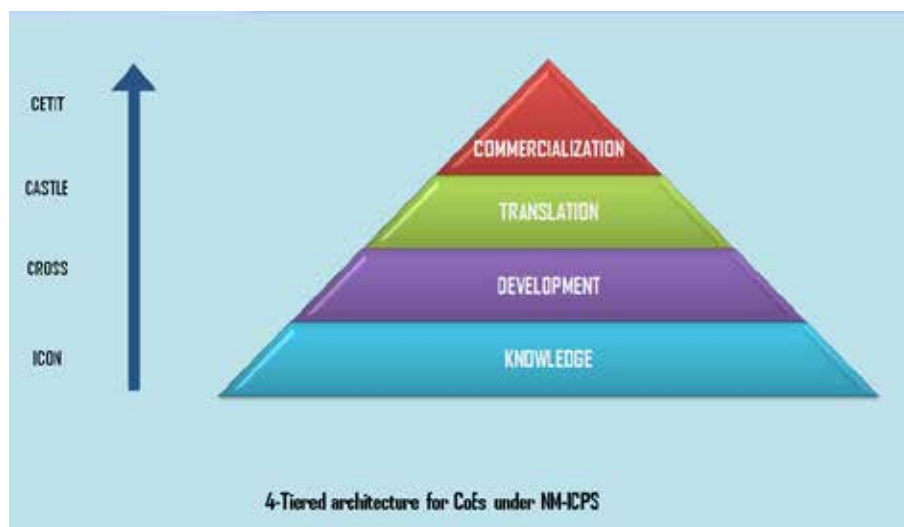 CETIT
COMMERCIALIZATION
CASTLE
TRANSLATION
CROSS
DEVELOPMENT
ICON
KNOWLEDGE
4-Tiered architecture for CoEs under NM-ICPS